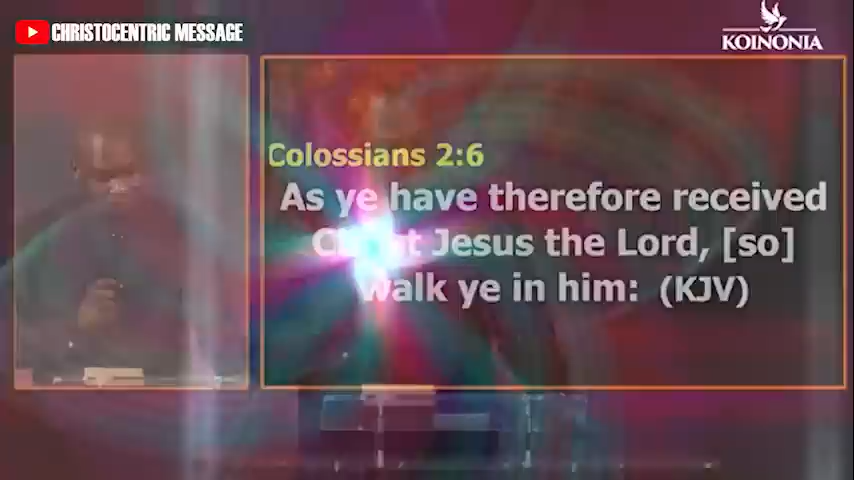 CHRISTOCENTRIC MESSAGE
KOINONIA
Colossians 2:6
As ye have therefore received
Jesus the Lord, [so]
walk ye in him: (KJV)